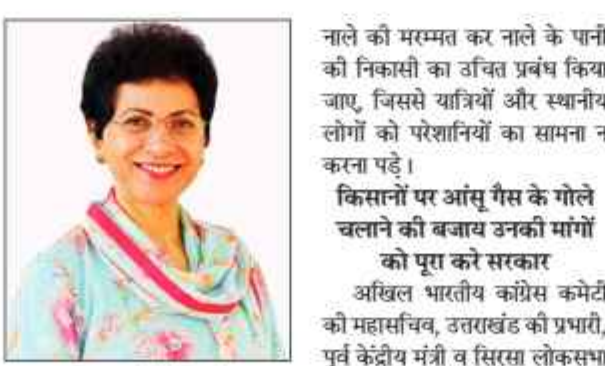 नाले की मरम्मत कर नाले के पानी
की निकासी का उचित प्रबंध किया
जाए, जिससे यात्रियों और स्थानीय
लोगों को परेशानियों का सामना न
करना पड़े।
किसानों पर आंसू गैस के गोले
चलाने की बजाय उनकी मांगों
को पूरा करे सरकार
अखिल भारतीय कांग्रेस कमेटी
की महासचिव, उत्तराखंड की प्रभारी,
पूर्व केंद्रीय मंत्री व सिरसा लोकसभा